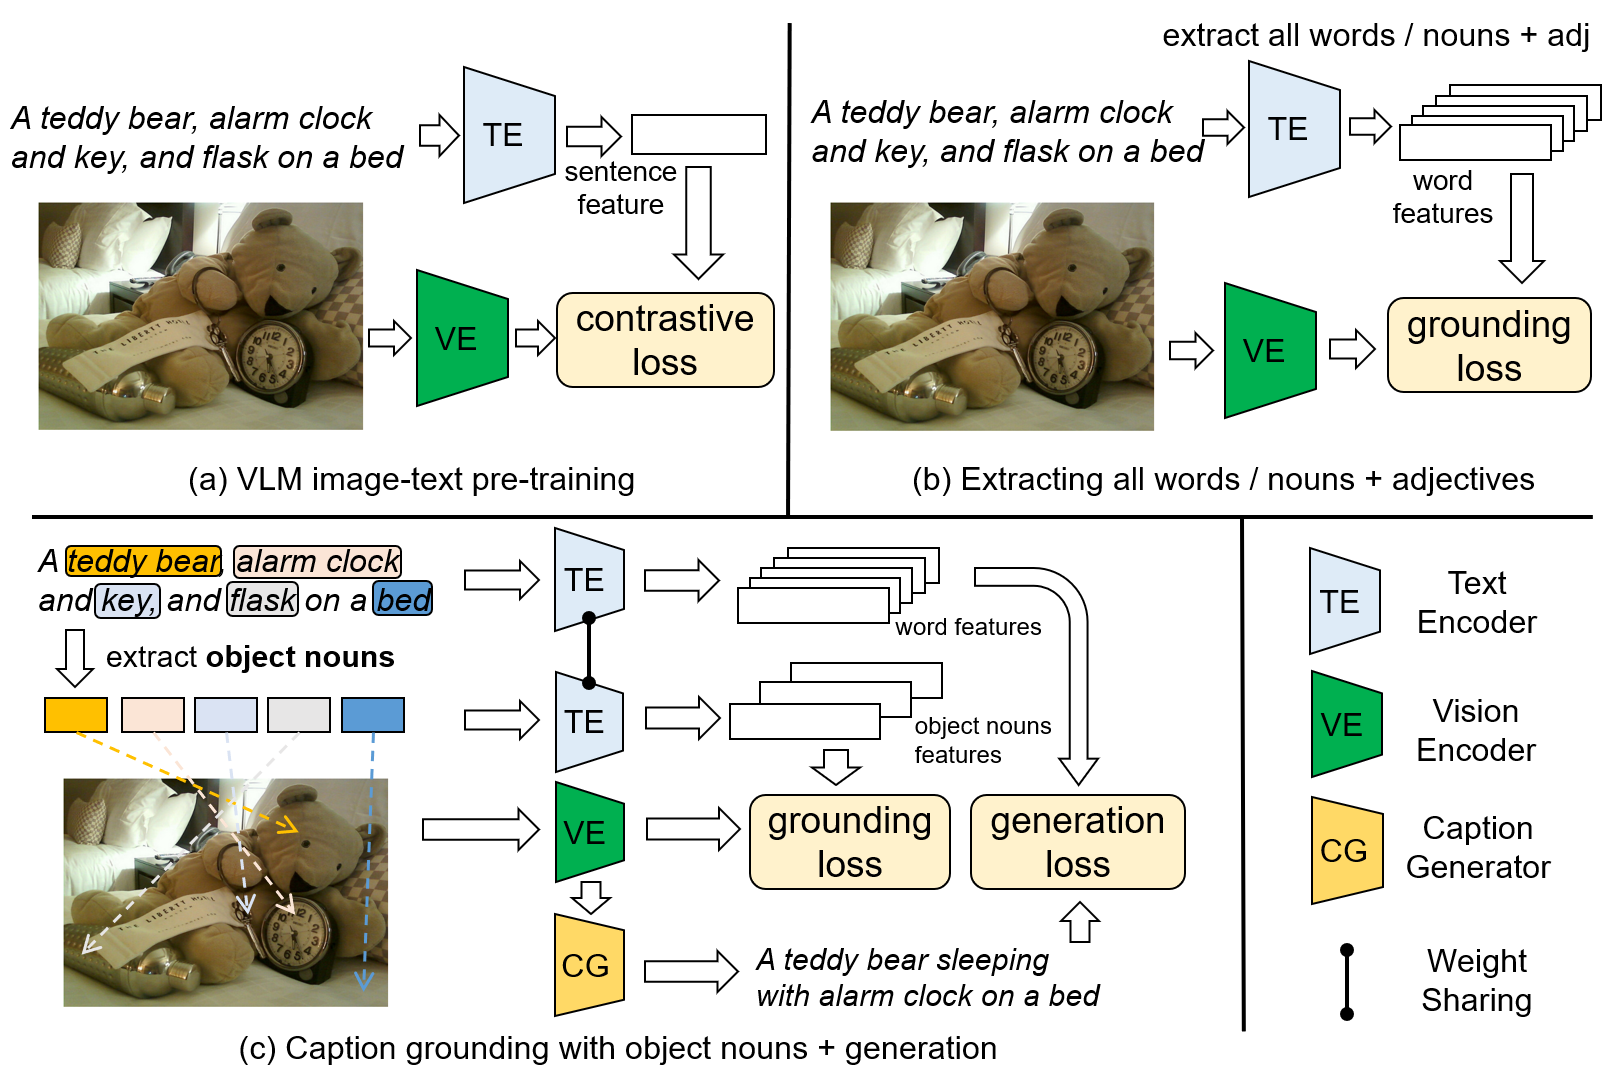 A teddy bear, alarm clock
and key, and flask on a bed
TE
sentence
feature
VE
contrastive
loss
(a) VLM image-text pre-training
extract all words / nouns + adj
A teddy bear, alarm clock
and key, and flask on a bed
TE
word
features
VE
grounding
loss
(b) Extracting all words / nouns + adjectives
A teddy bear, alarm clock
and key, and flask on a bed
extract object nouns
TE
word features
TE
object nouns
features
VE
grounding
loss
generation
loss
CG
A teddy bear sleeping
with alarm clock on a bed
(c) Caption grounding with object nouns + generation
TE
Text
Encoder
VE
Vision
Encoder
CG
Caption
Generator
Weight
Sharing